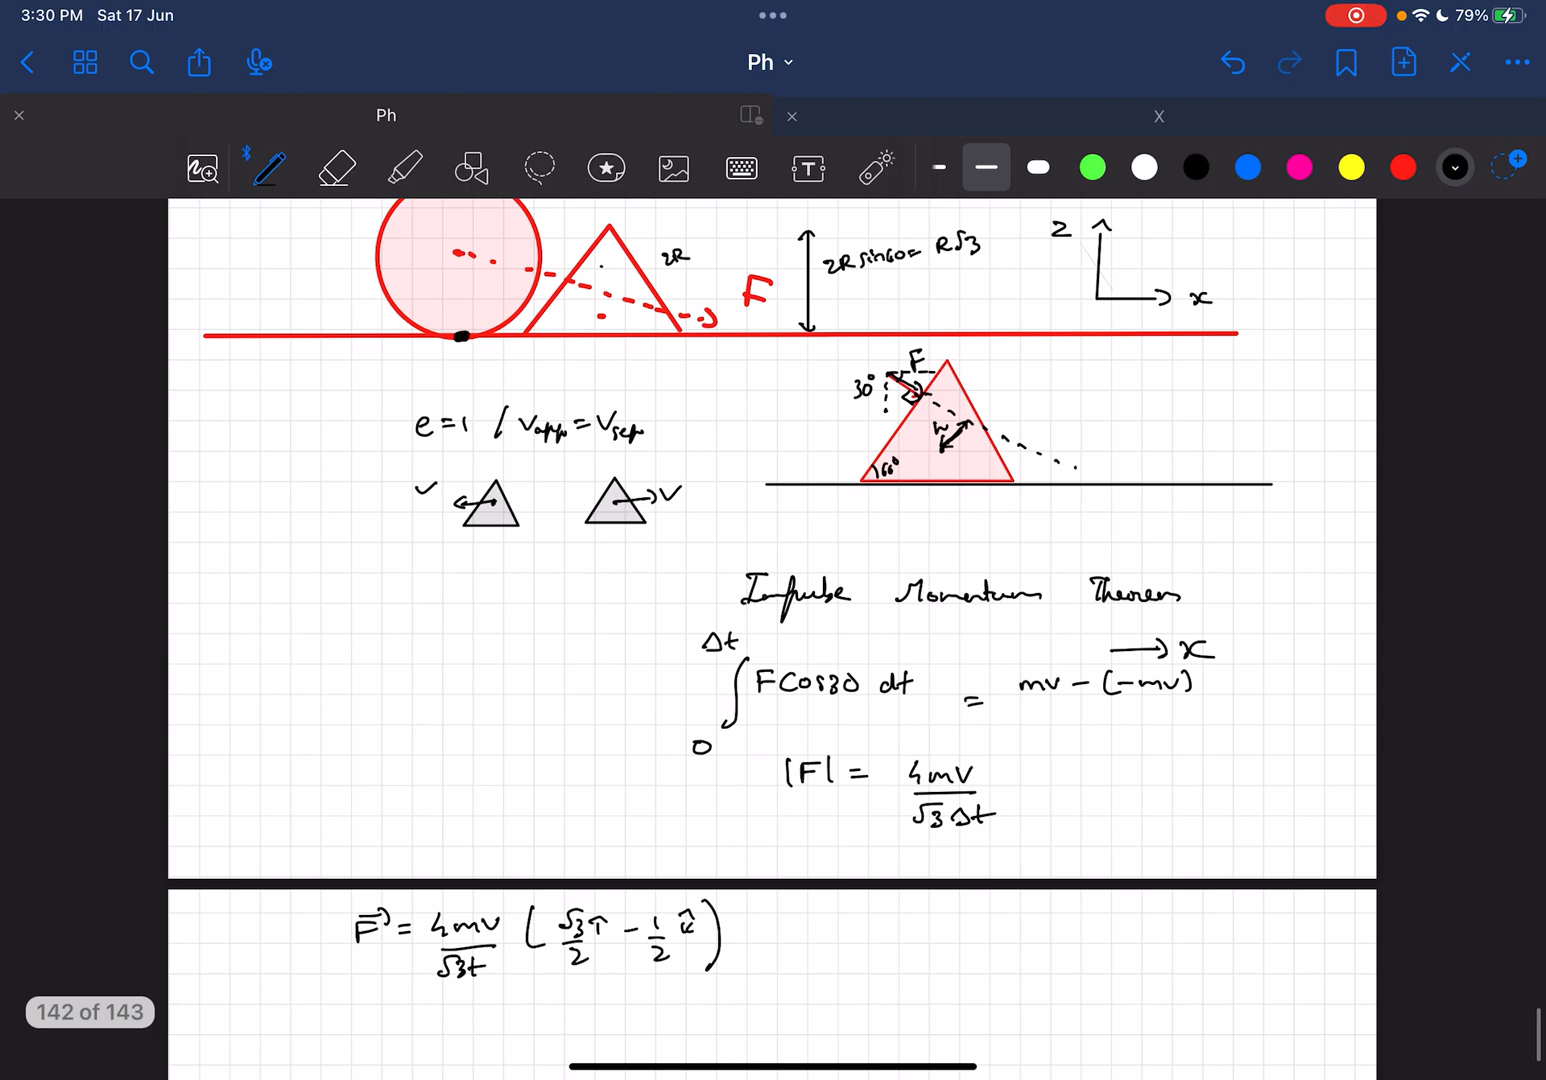 3:30 PM Sat 17 Jun
79%
Ph
Ph
X
T
2R
F
2R sin60 = R√3
z
x
e = 1 / Vapp = Vsep
F
30°
h
60°
v
v
Impulse Momentum Theorem
→ x
∫₀^Δt F cos30 dt = mv - (-mv)
|F| = 4mv / √3 Δt
F⃗ = 4mv / √3t ( √3/2 î - 1/2 k̂ )
142 of 143